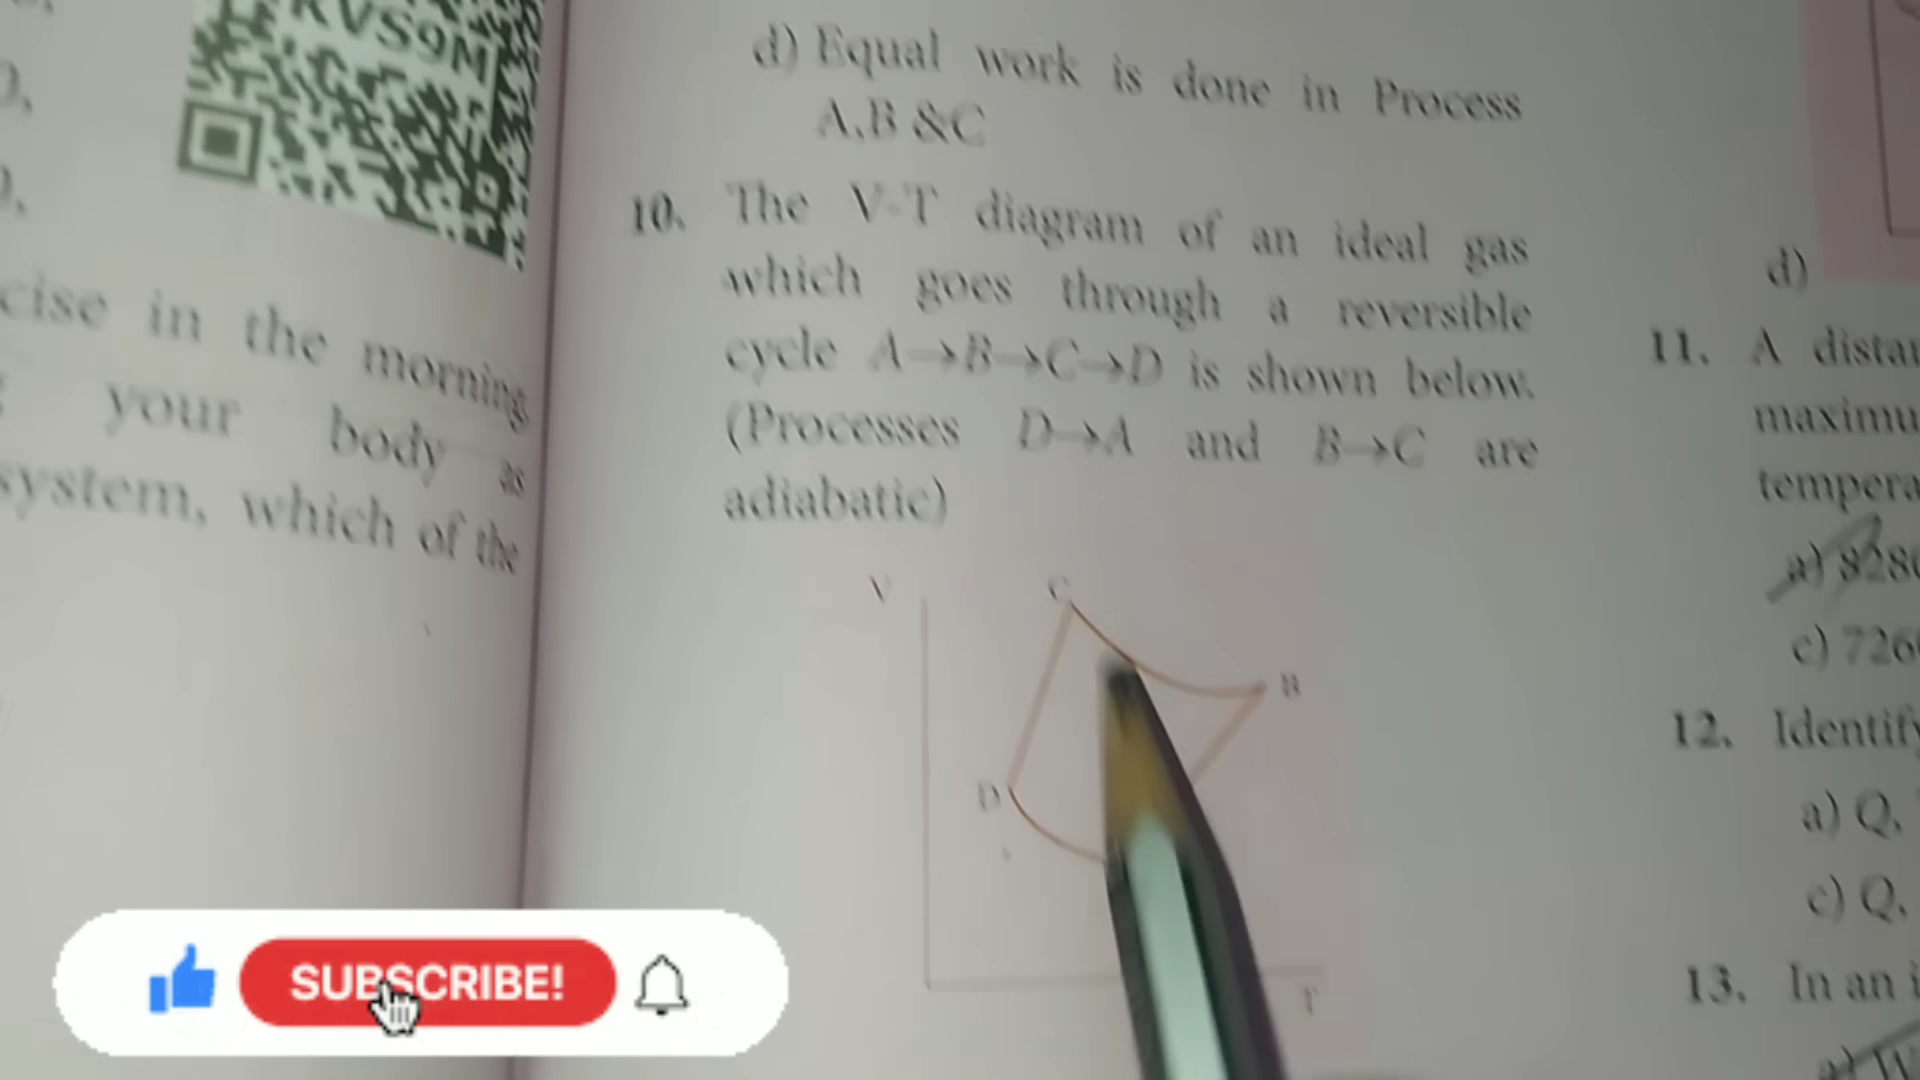 KVS9M
cise in the morning
your body as
system, which of the
d) Equal work is done in Process
A,B &C
10. The V-T diagram of an ideal gas
which goes through a reversible
cycle A→B→C→D is shown below.
(Processes D→A and B→C are
adiabatic)
V
C
B
D
T
d)
11. A
maximu
tempera
a) 828
c) 726
12. Identify
a) Q,
c) Q,
13. In an i
a) W
SUBSCRIBE!